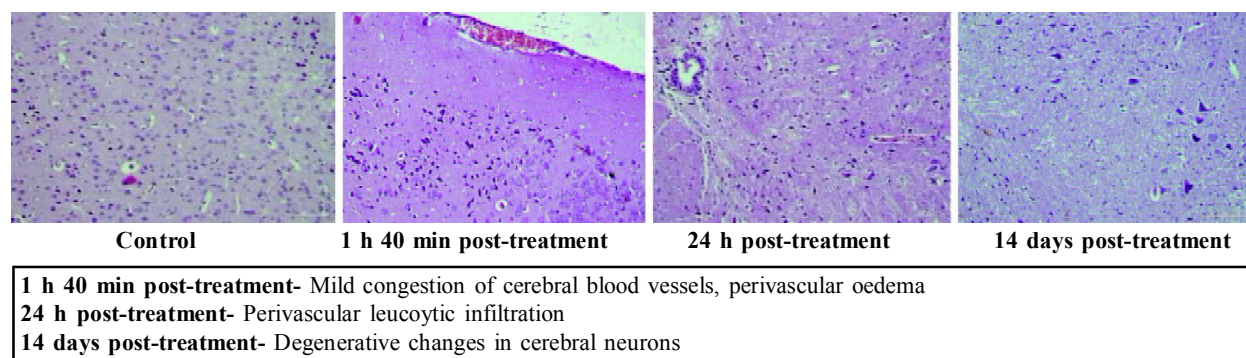 Control
1 h 40 min post-treatment
24 h post-treatment
14 days post-treatment
1 h 40 min post-treatment- Mild congestion of cerebral blood vessels, perivascular oedema
24 h post-treatment- Perivascular leucoytic infiltration
14 days post-treatment- Degenerative changes in cerebral neurons